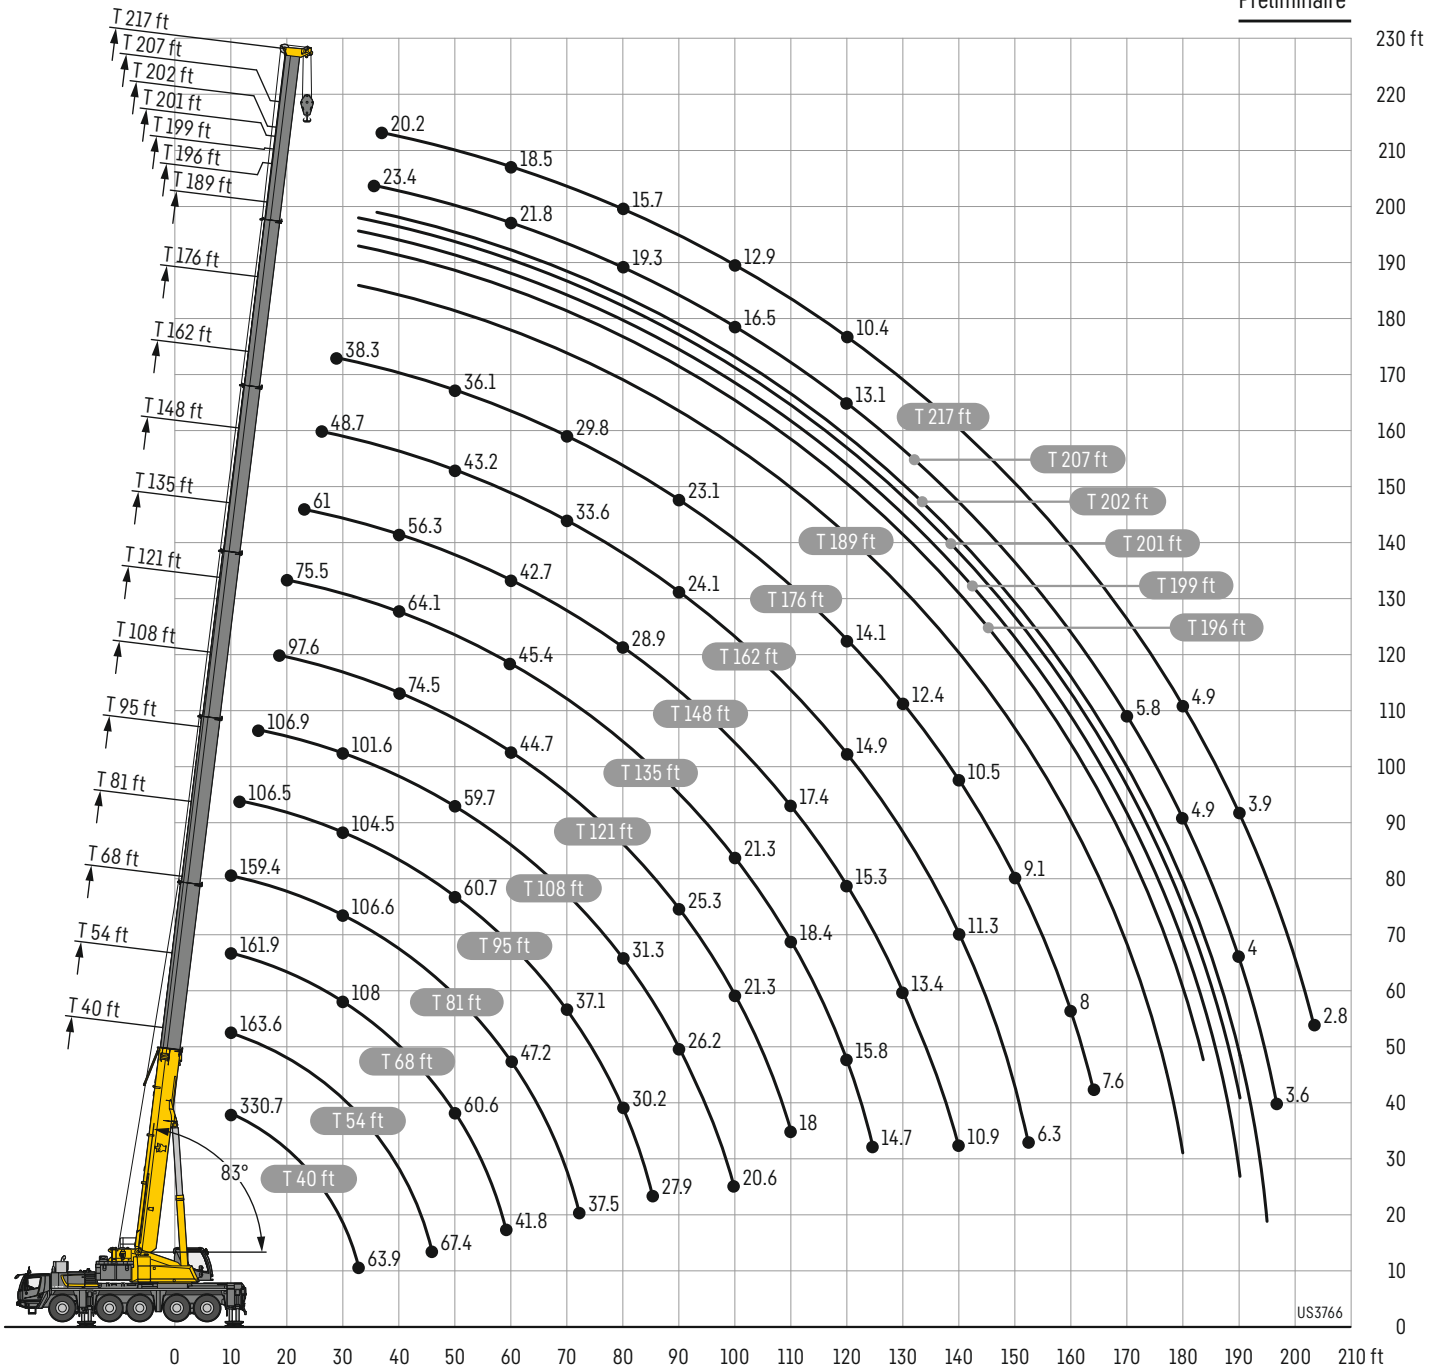 Preliminaire
T 217 ft
T 207 ft
T 202 ft
T 201 ft
T 199 ft
T 196 ft
T 189 ft
T 176 ft
T 162 ft
T 148 ft
T 135 ft
T 121 ft
T 108 ft
T 95 ft
T 81 ft
T 68 ft
T 54 ft
T 40 ft
83°
20.2 18.5 15.7 12.9 10.4 4.9 3.9 2.8
23.4 21.8 19.3 16.5 13.1 5.8 4.9 4 3.6
38.3 36.1 29.8 23.1 14.1 12.4 10.5 9.1 8 7.6
48.7 43.2 33.6 24.1 14.9 11.3 6.3
61 56.3 42.7 28.9 17.4 15.3 13.4 10.9
75.5 64.1 45.4 21.3 18.4 15.8 14.7
97.6 74.5 44.7 25.3 21.3 18
106.9 101.6 59.7 31.3 26.2 20.6
106.5 104.5 60.7 37.1 30.2 27.9
159.4 106.6 47.2 37.5
161.9 108 60.6 41.8
163.6 67.4
330.7 63.9
T 217 ft
T 207 ft
T 202 ft
T 201 ft
T 199 ft
T 196 ft
T 189 ft
T 176 ft
T 162 ft
T 148 ft
T 135 ft
T 121 ft
T 108 ft
T 95 ft
T 81 ft
T 68 ft
T 54 ft
T 40 ft
230 ft
220
210
200
190
180
170
160
150
140
130
120
110
100
90
80
70
60
50
40
30
20
10
0
US3766
0 10 20 30 40 50 60 70 80 90 100 110 120 130 140 150 160 170 180 190 200 210 ft